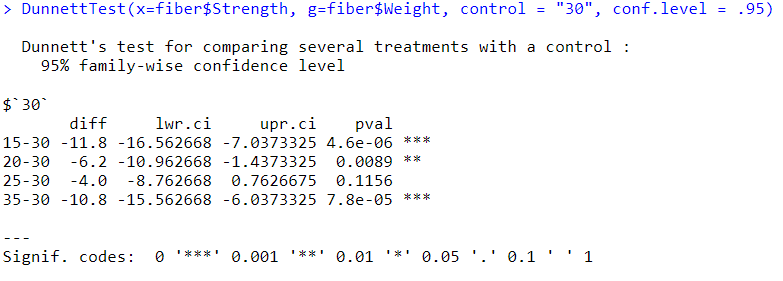 > DunnettTest(x=fiber$Strength, g=fiber$Weight, control = "30", conf.level = .95)
Dunnett's test for comparing several treatments with a control :
95% family-wise confidence level
$`30`
diff lwr.ci upr.ci pval
15-30 -11.8 -16.562668 -7.0373325 4.6e-06 ***
20-30 -6.2 -10.962668 -1.4373325 0.0089 **
25-30 -4.0 -8.762668 0.7626675 0.1156
35-30 -10.8 -15.562668 -6.0373325 7.8e-05 ***
---
Signif. codes: 0 '***' 0.001 '**' 0.01 '*' 0.05 '.' 0.1 ' ' 1